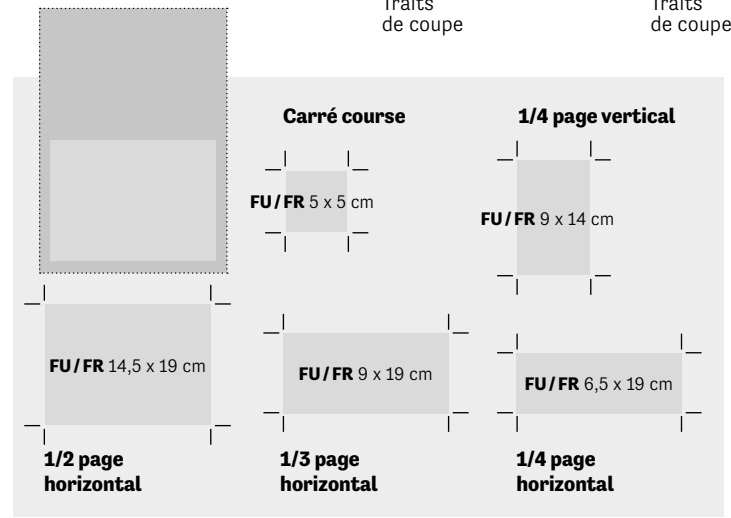 Traits
de coupe
Traits
de coupe
Carré course
1/4 page vertical
FU/FR 5 x 5 cm
FU/FR 9 x 14 cm
FU/FR 14,5 x 19 cm
FU/FR 9 x 19 cm
FU/FR 6,5 x 19 cm
1/2 page
horizontal
1/3 page
horizontal
1/4 page
horizontal